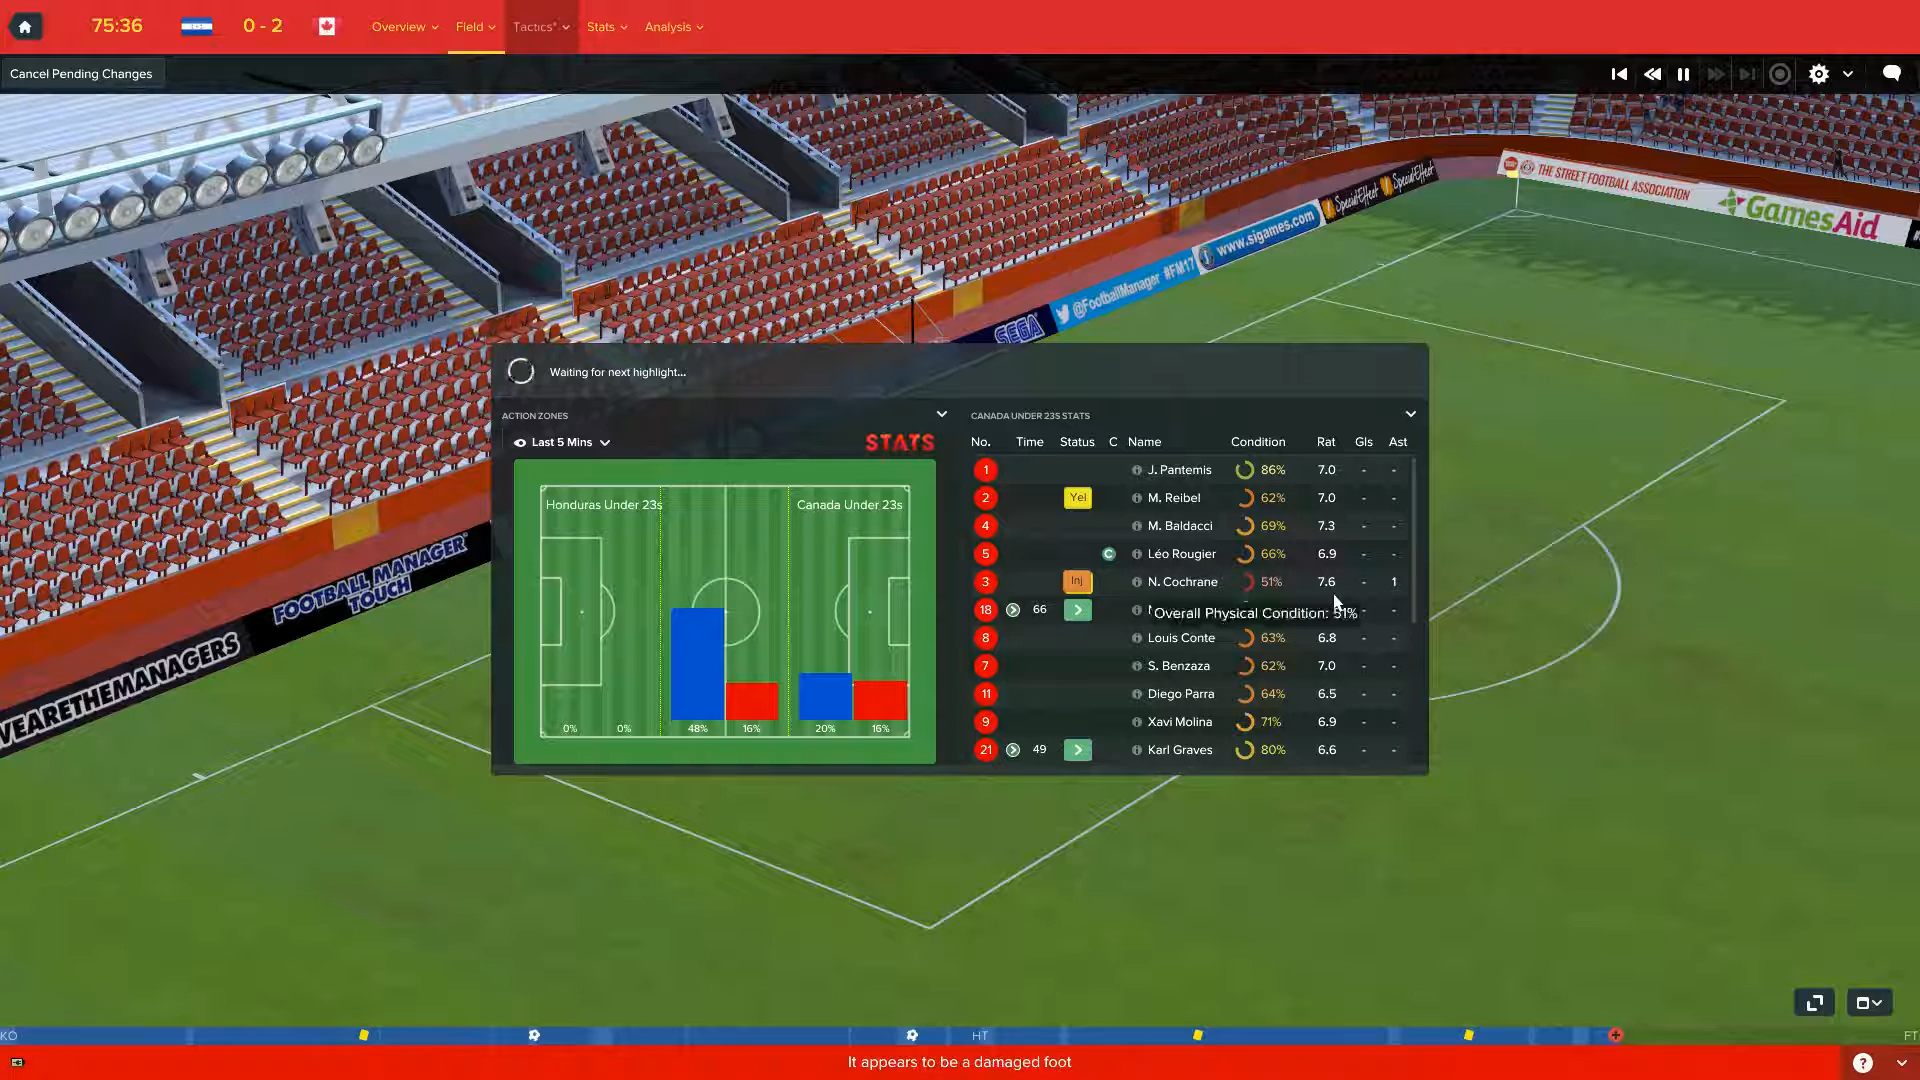 75:36 0 - 2 Overview Field Tactics* Stats Analysis
Cancel Pending Changes
THE STREET FOOTBALL ASSOCIATION
GamesAid
SpecialEffect SpecialEffect
www.sigames.com
@FootballManager #FM17
SEGA
FOOTBALL MANAGER
TOUCH
WEARETHEMANAGERS
Waiting for next highlight...
ACTION ZONES
Last 5 Mins STATS
Honduras Under 23s Canada Under 23s
0% 0% 48% 16% 20% 16%
CANADA UNDER 23S STATS
No. Time Status C Name Condition Rat Gls Ast
1 J. Pantemis 86% 7.0 - -
2 Yel M. Reibel 62% 7.0 - -
4 M. Baldacci 69% 7.3 - -
5 C Léo Rougier 66% 6.9 - -
3 Inj N. Cochrane 51% 7.6 - 1
18 66 - -
Overall Physical Condition: 51%
8 Louis Conte 63% 6.8 - -
7 S. Benzaza 62% 7.0 - -
11 Diego Parra 64% 6.5 - -
9 Xavi Molina 71% 6.9 - -
21 49 Karl Graves 80% 6.6 - -
KO HT FT
It appears to be a damaged foot
?